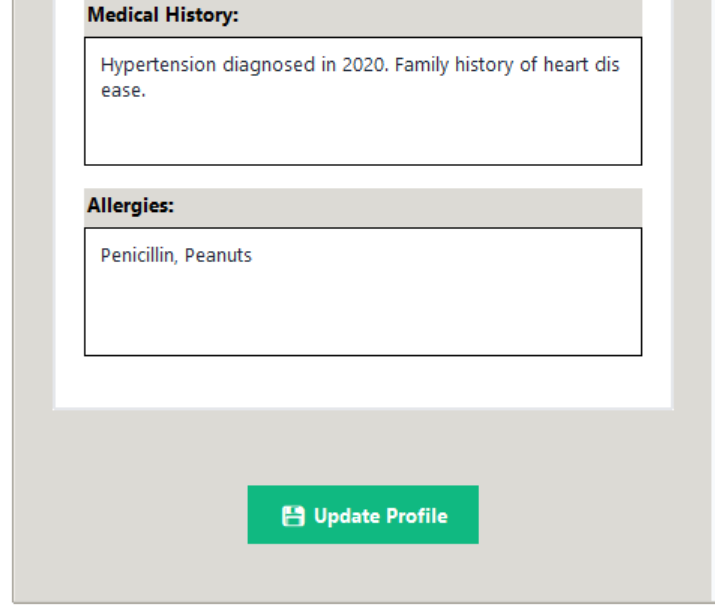 Medical History:
Hypertension diagnosed in 2020. Family history of heart dis
ease.
Allergies:
Penicillin, Peanuts
Update Profile